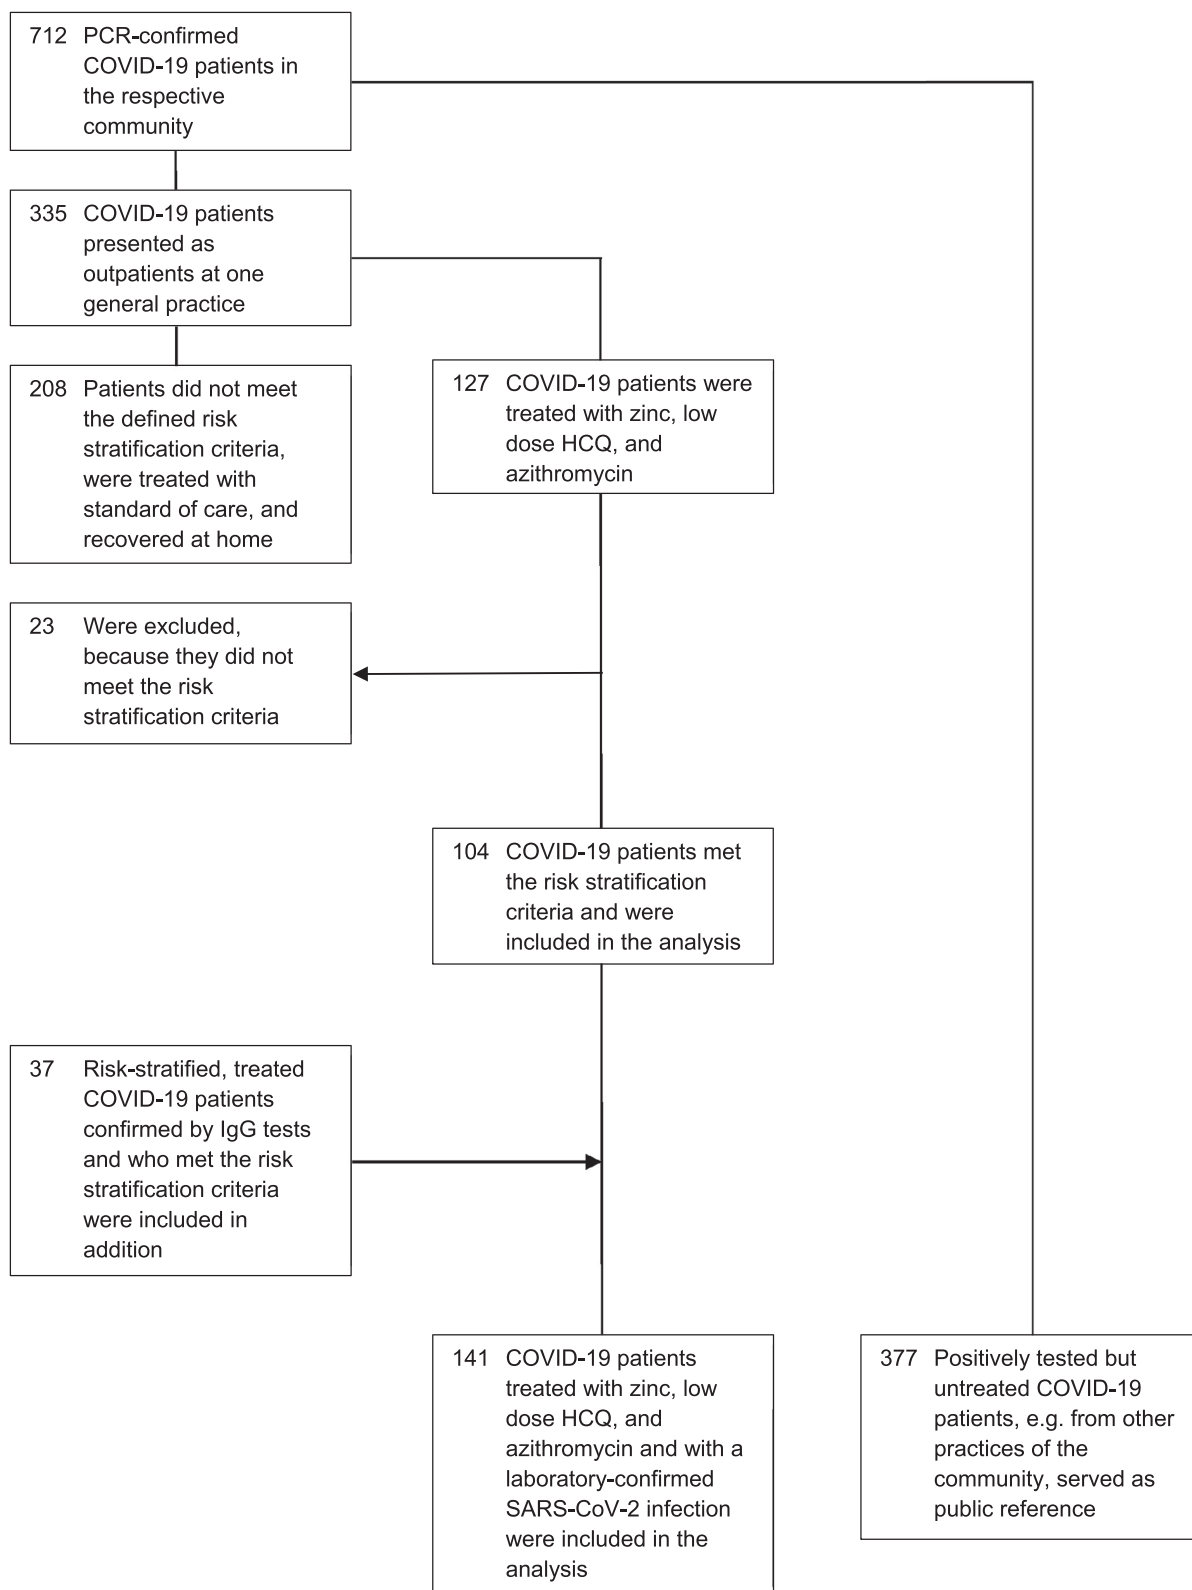 712 PCR-confirmed
COVID-19 patients in
the respective
community
335 COVID-19 patients
presented as
outpatients at one
general practice
208 Patients did not meet
the defined risk
stratification criteria,
were treated with
standard of care, and
recovered at home
127 COVID-19 patients were
treated with zinc, low
dose HCQ, and
azithromycin
23 Were excluded,
because they did not
meet the risk
stratification criteria
104 COVID-19 patients met
the risk stratification
criteria and were
included in the analysis
37 Risk-stratified, treated
COVID-19 patients
confirmed by IgG tests
and who met the risk
stratification criteria
were included in
addition
141 COVID-19 patients
treated with zinc, low
dose HCQ, and
azithromycin and with a
laboratory-confirmed
SARS-CoV-2 infection
were included in the
analysis
377 Positively tested but
untreated COVID-19
patients, e.g. from other
practices of the
community, served as
public reference